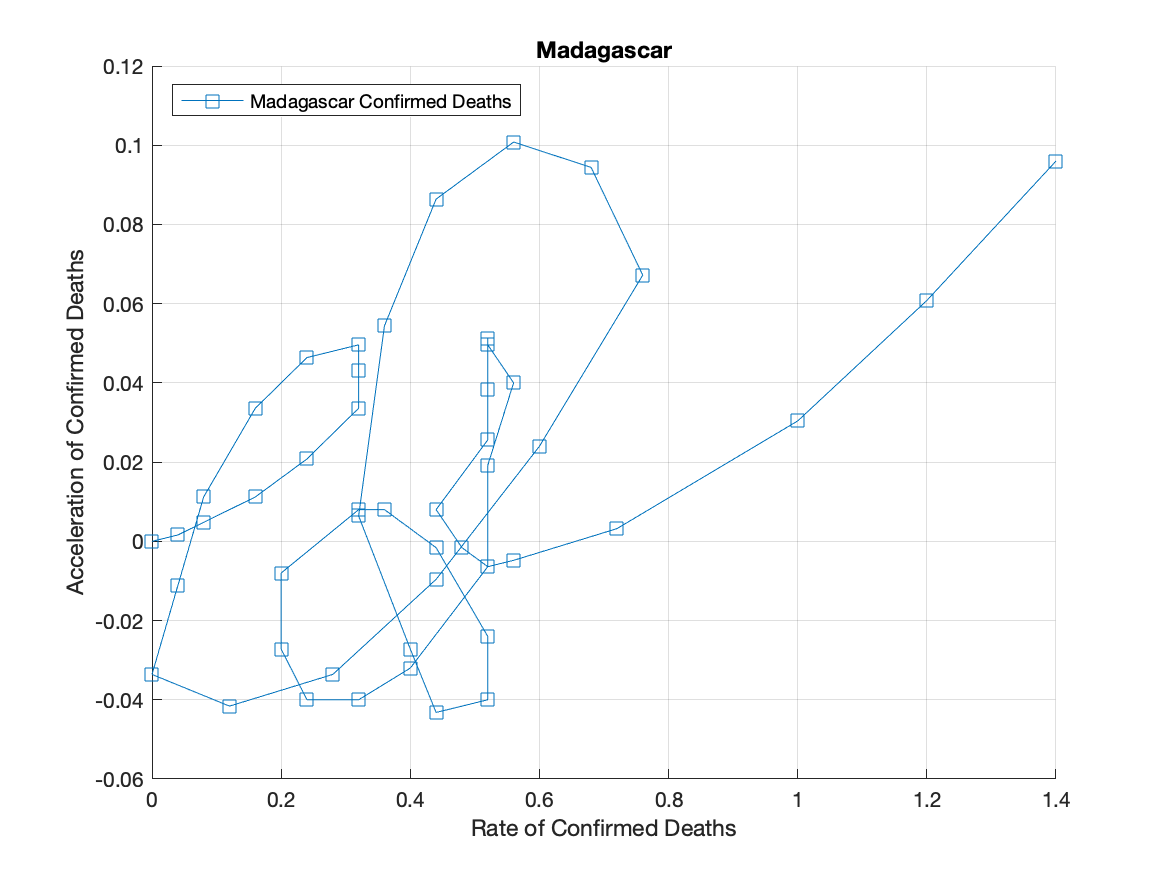 Madagascar
Madagascar Confirmed Deaths
Acceleration of Confirmed Deaths
0.12
0.1
0.08
0.06
0.04
0.02
0
-0.02
-0.04
-0.06
0 0.2 0.4 0.6 0.8 1 1.2 1.4
Rate of Confirmed Deaths